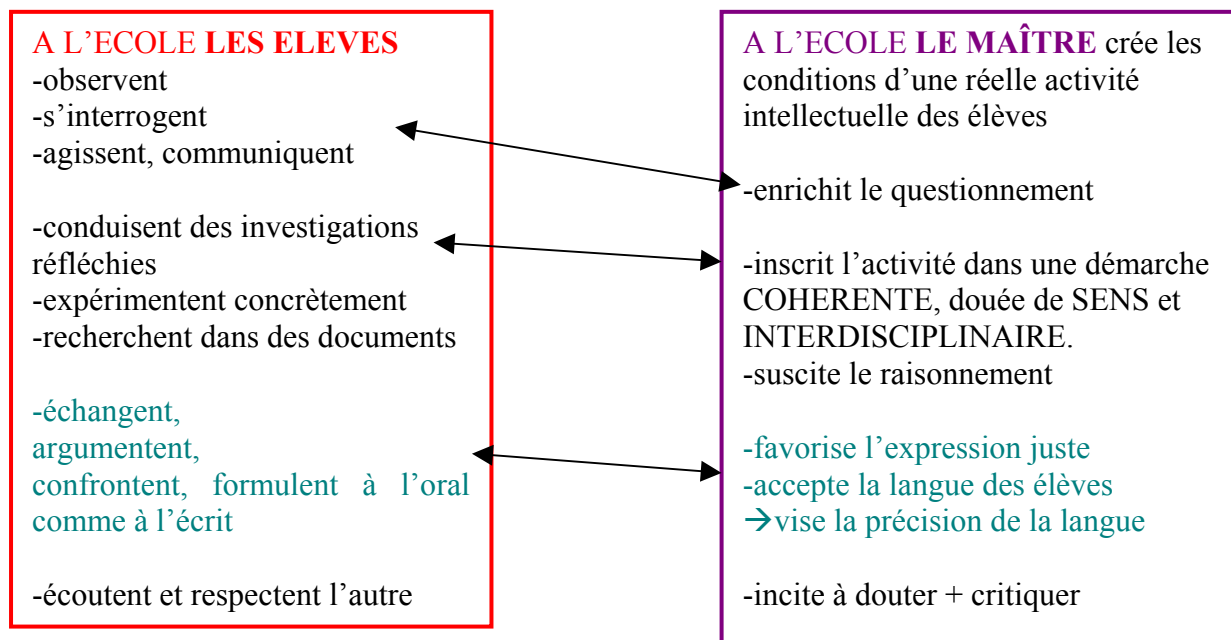 A L’ECOLE LES ELEVES
-observent
-s’interrogent
-agissent, communiquent
-conduisent des investigations
réfléchies
-expérimentent concrètement
-recherchent dans des documents
-échangent,
argumentent,
confrontent, formulent à l’oral
comme à l’écrit
-écoutent et respectent l’autre
A L’ECOLE LE MAÎTRE crée les
conditions d’une réelle activité
intellectuelle des élèves
-enrichit le questionnement
-inscrit l’activité dans une démarche
COHERENTE, douée de SENS et
INTERDISCIPLINAIRE.
-suscite le raisonnement
-favorise l’expression juste
-accepte la langue des élèves
→vise la précision de la langue
-incite à douter + critiquer